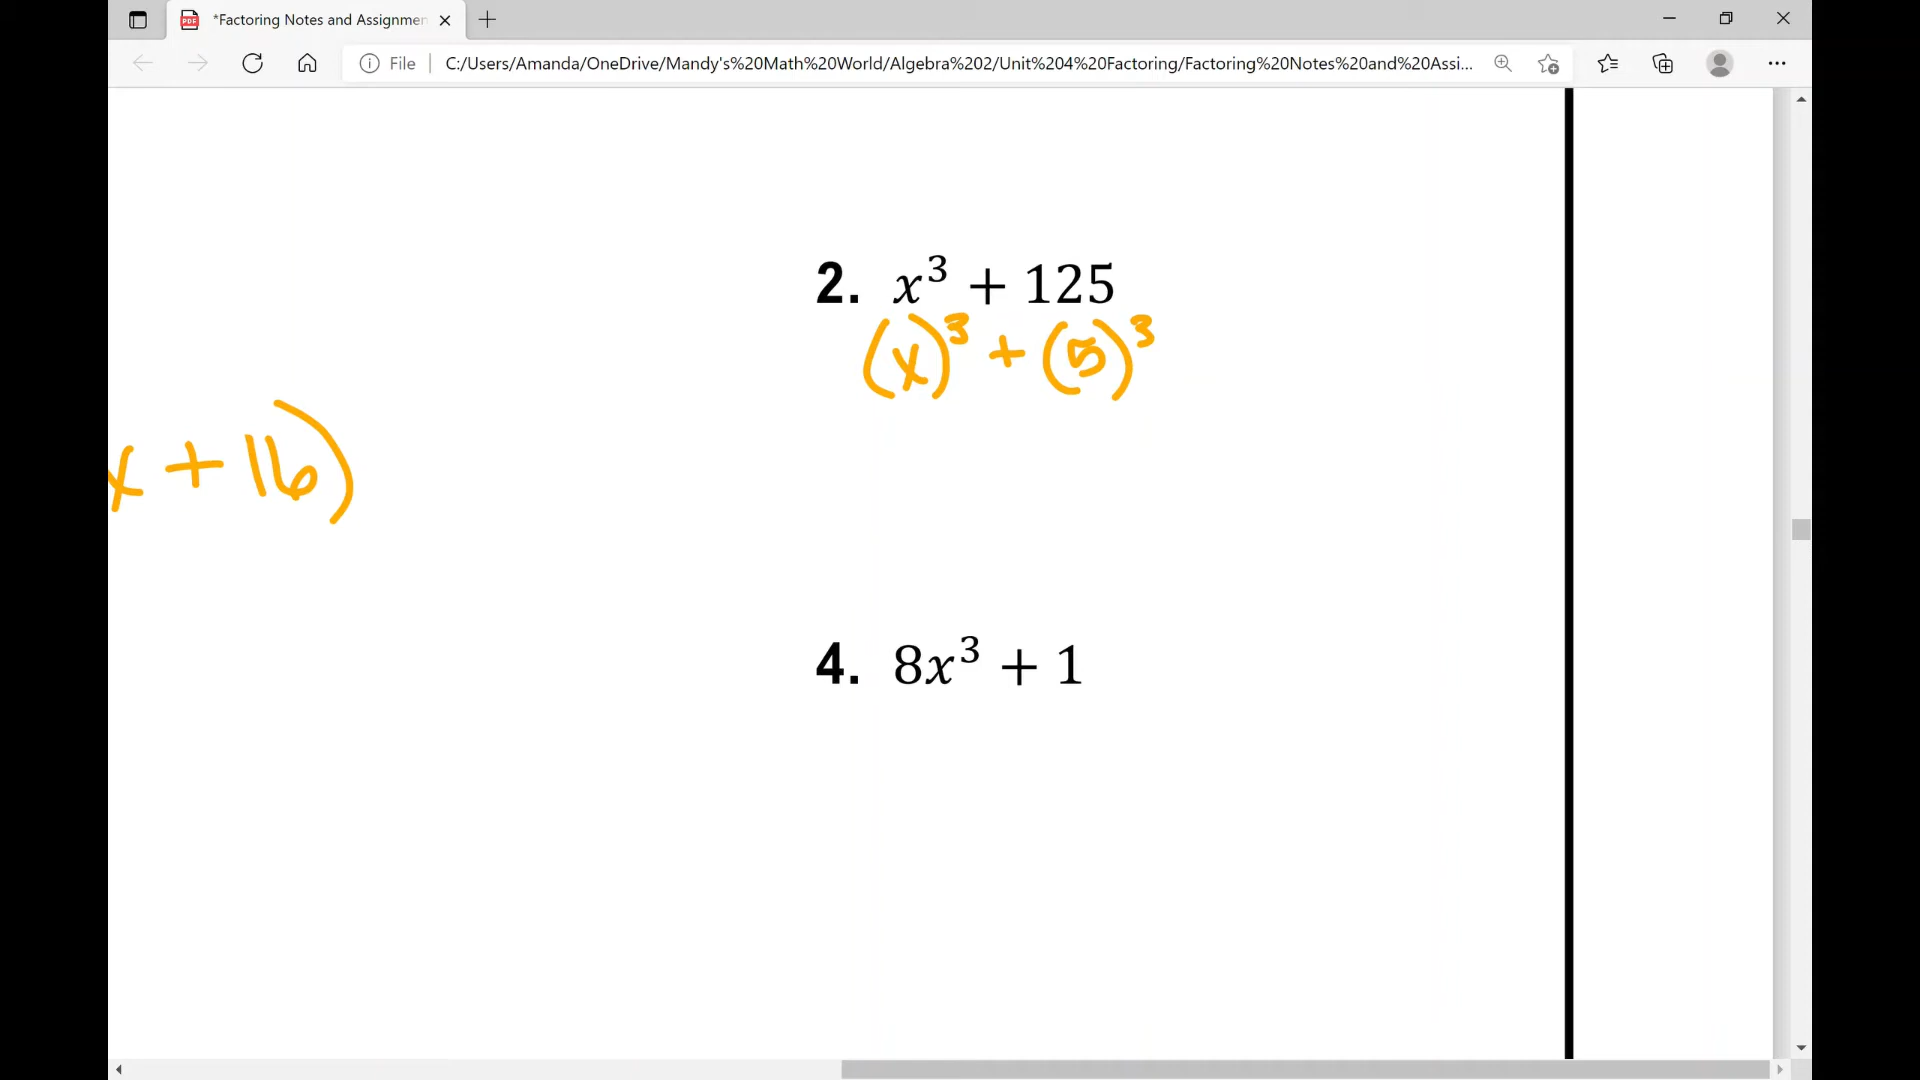 *Factoring Notes and Assignmen
File
C:/Users/Amanda/OneDrive/Mandy's%20Math%20World/Algebra%202/Unit%204%20Factoring/Factoring%20Notes%20and%20Assi...
2. x³ + 125
(x)³ + (5)³
x + 16)
4. 8x³ + 1